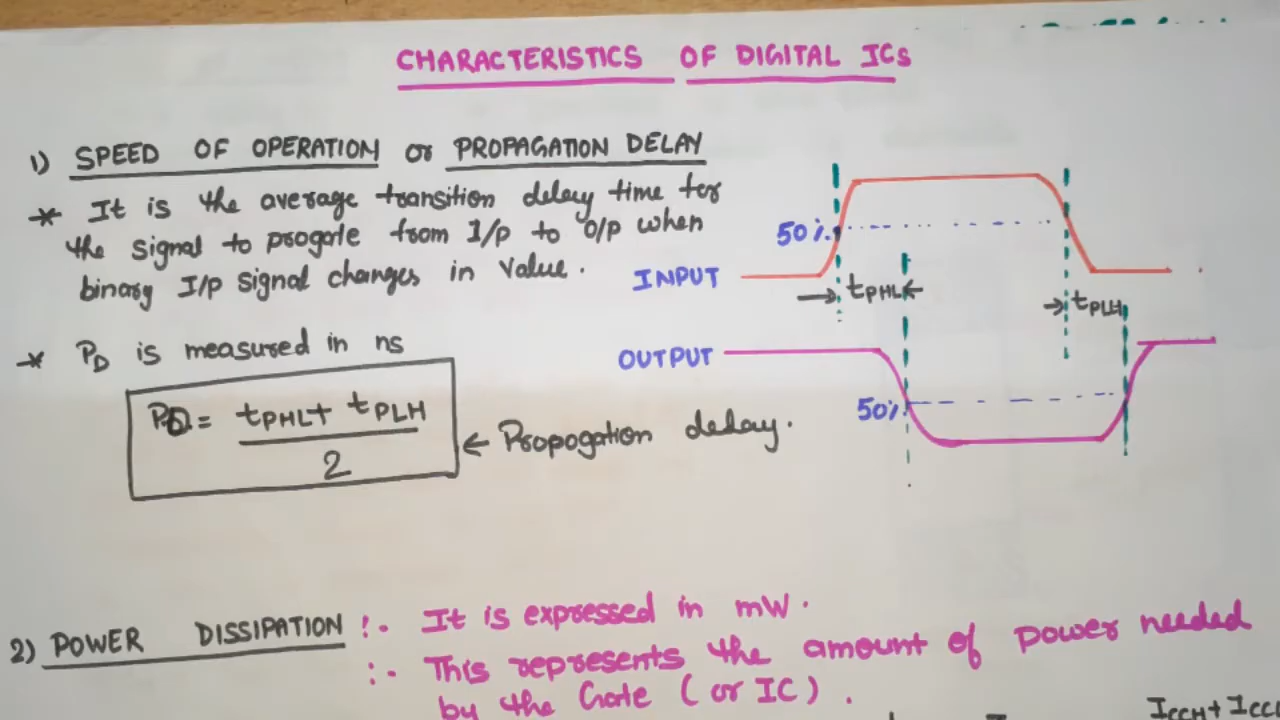 CHARACTERISTICS OF DIGITAL ICs
1) SPEED OF OPERATION or PROPAGATION DELAY
* It is the average transition delay time for
the signal to progate from I/p to O/p when
binary I/p signal changes in value.
* PD is measured in ns
PD = tPHL + tPLH
2
← Propogation delay.
50%
INPUT
→ tPHL ←
→ tPLH
OUTPUT
50%
2) POWER DISSIPATION :- It is expressed in mW.
:- This represents the amount of power needed
by the Gate (or IC).